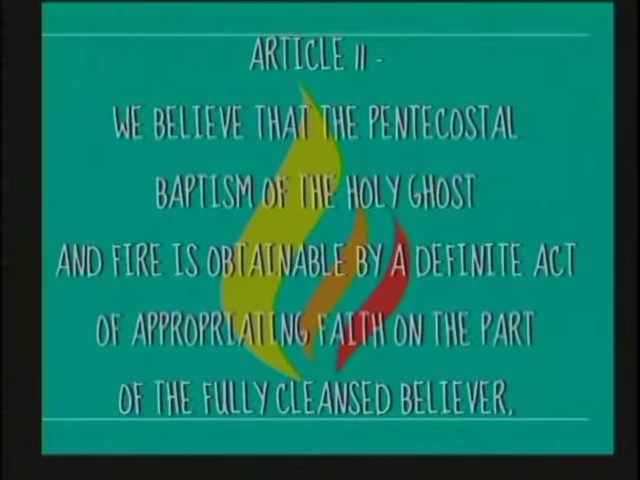 ARTICLE 11 -
WE BELIEVE THAT THE PENTECOSTAL
BAPTISM OF THE HOLY GHOST
AND FIRE IS OBTAINABLE BY A DEFINITE ACT
OF APPROPRIATING FAITH ON THE PART
OF THE FULLY CLEANSED BELIEVER,